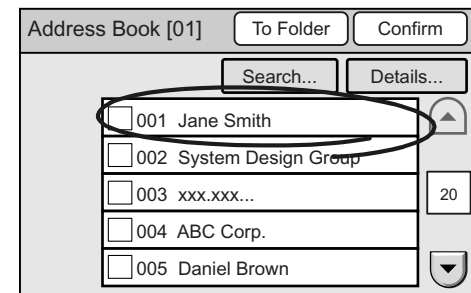 Address Book [01] To Folder Confirm
Search... Details...
001 Jane Smith
002 System Design Group
003 xxx.xxx...
20
004 ABC Corp.
005 Daniel Brown